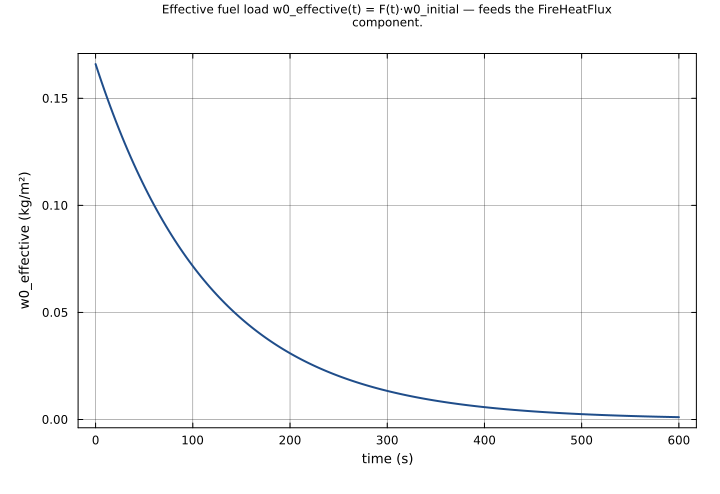 Effective fuel load w0_effective(t) = F(t)·w0_initial — feeds the FireHeatFlux
component.
0.15
0.10
0.05
0.00
w0_effective (kg/m²)
0 100 200 300 400 500 600
time (s)